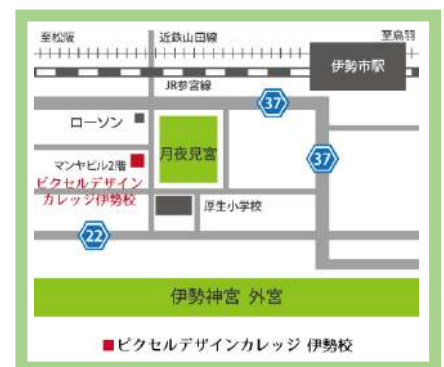 至松阪
近鉄山田線
至鳥羽
伊勢市駅
JR参宮線
37
ローソン
月夜見宮
37
マンヤビル2階
ピクセルデザイン
カレッジ伊勢校
厚生小学校
22
伊勢神宮 外宮
ピクセルデザインカレッジ 伊勢校